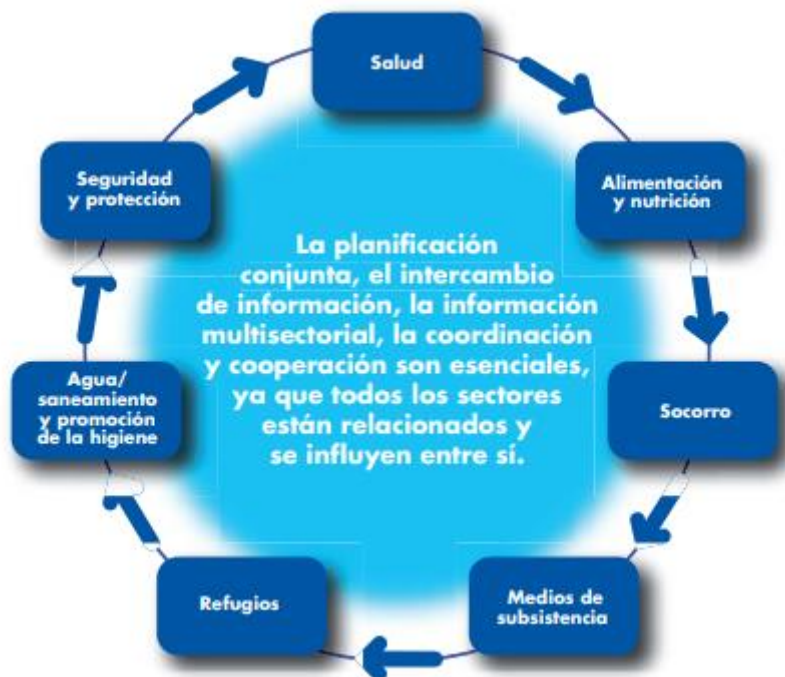 Salud
Alimentación
y nutrición
Socorro
Medios de
subsistencia
Refugios
Agua/
saneamiento
y promoción
de la higiene
Seguridad
y protección
La planificación
conjunta, el intercambio
de información, la información
multisectorial, la coordinación
y cooperación son esenciales,
ya que todos los sectores
están relacionados y
se influyen entre sí.